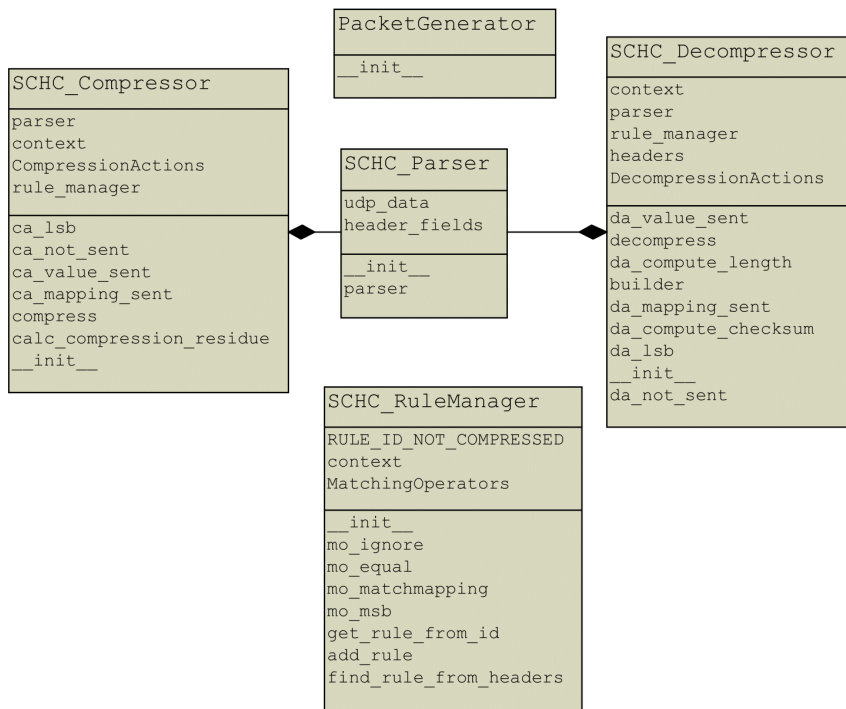 PacketGenerator
__init__
SCHC_Compressor
parser
context
CompressionActions
rule_manager
ca_lsb
ca_not_sent
ca_value_sent
ca_mapping_sent
compress
calc_compression_residue
__init__
SCHC_Parser
udp_data
header_fields
__init__
parser
SCHC_Decompressor
context
parser
rule_manager
headers
DecompressionActions
da_value_sent
decompress
da_compute_length
builder
da_mapping_sent
da_compute_checksum
da_lsb
__init__
da_not_sent
SCHC_RuleManager
RULE_ID_NOT_COMPRESSED
context
MatchingOperators
__init__
mo_ignore
mo_equal
mo_matchmapping
mo_msb
get_rule_from_id
add_rule
find_rule_from_headers